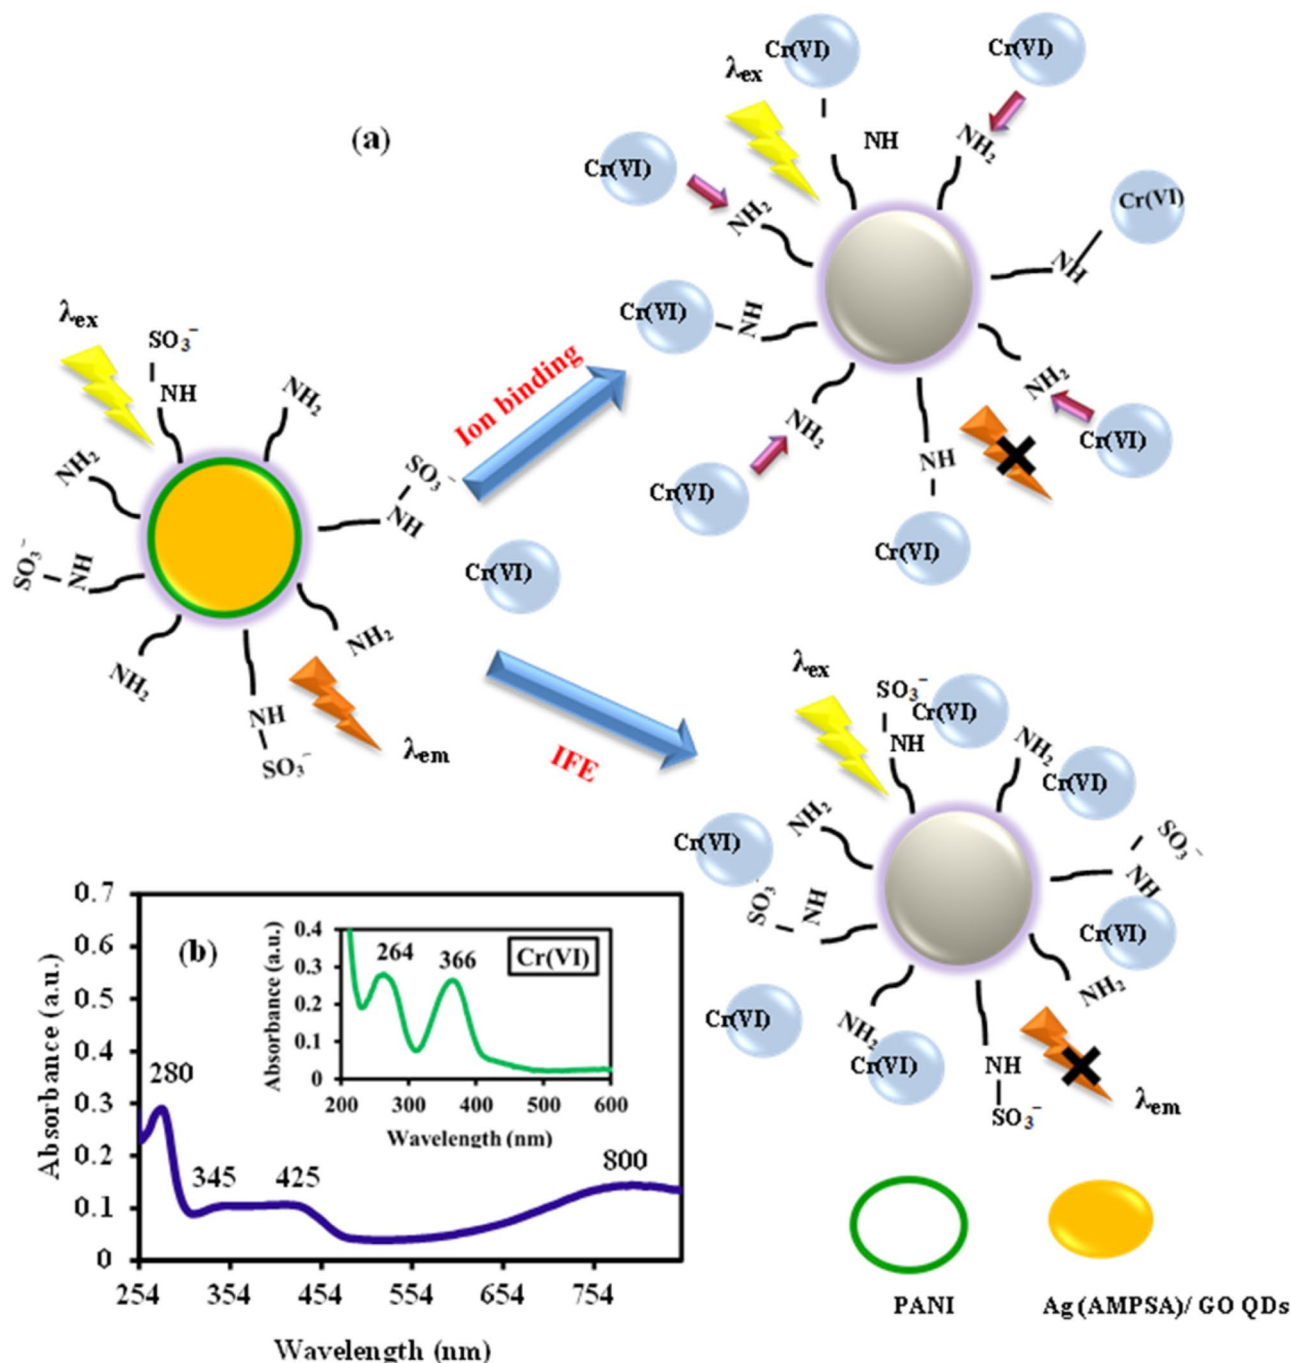 (a)
λex
Cr(VI)
Cr(VI)
NH
NH2
Cr(VI)
NH2
Cr(VI)
NH
Cr(VI)
NH
NH2
Cr(VI)
NH2
Cr(VI)
NH
Cr(VI)
Ion binding
λex
SO3−
NH
NH2
NH2
SO3−
NH
SO3−
NH
NH2
NH2
NH
SO3−
λem
Cr(VI)
IFE
λex
SO3−
Cr(VI)
NH
NH2
Cr(VI)
NH2
Cr(VI)
SO3−
NH
SO3−
NH
Cr(VI)
NH2
Cr(VI)
NH2
Cr(VI)
NH
SO3−
λem
(b)
Absorbance (a.u.)
0.7
0.6
0.5
0.4
0.3
0.2
0.1
0
280
345
425
800
254 354 454 554 654 754
Wavelength (nm)
Absorbance (a.u.)
0.4
0.3
0.2
0.1
0
264
366
Cr(VI)
200 300 400 500 600
Wavelength (nm)
PANI
Ag(AMPSA)/ GO QDs